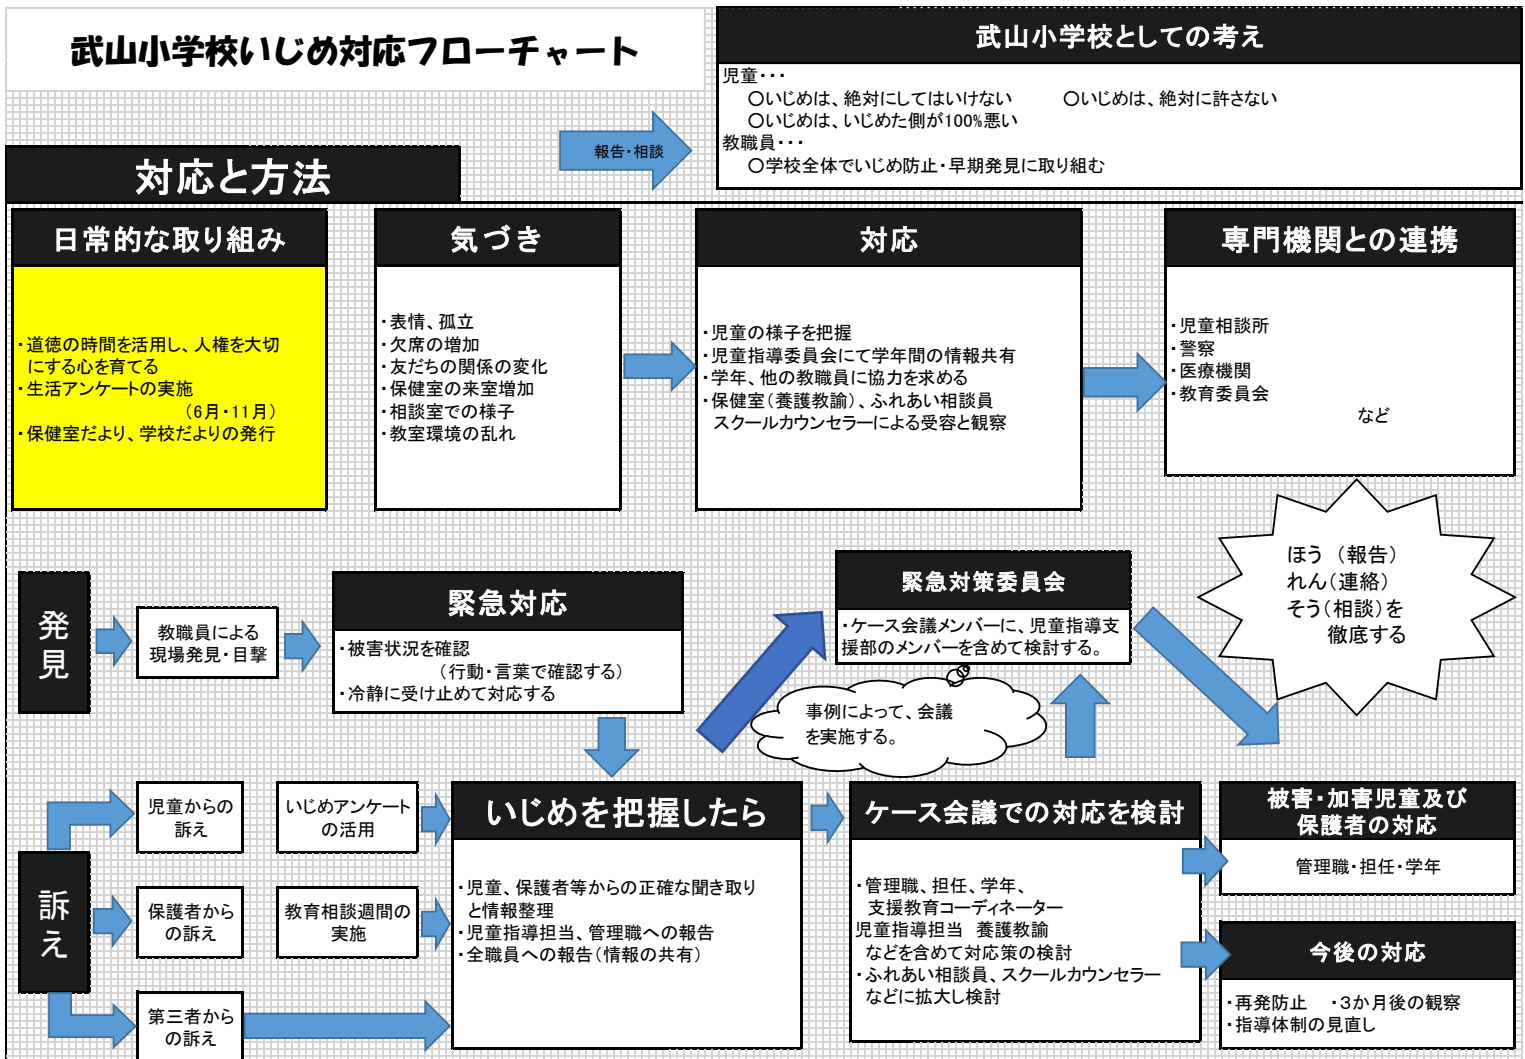 武山小学校いじめ対応フローチャート
武山小学校としての考え
児童・・・
〇いじめは、絶対にしてはいけない　〇いじめは、絶対に許さない
〇いじめは、いじめた側が100%悪い
教職員・・・
〇学校全体でいじめ防止・早期発見に取り組む
報告・相談
対応と方法
日常的な取り組み
・道徳の時間を活用し、人権を大切
にする心を育てる
・生活アンケートの実施
（6月・11月）
・保健室だより、学校だよりの発行
気づき
・表情、孤立
・欠席の増加
・友だちの関係の変化
・保健室の来室増加
・相談室での様子
・教室環境の乱れ
対応
・児童の様子を把握
・児童指導委員会にて学年間の情報共有
・学年、他の教職員に協力を求める
・保健室（養護教諭）、ふれあい相談員
スクールカウンセラーによる受容と観察
専門機関との連携
・児童相談所
・警察
・医療機関
・教育委員会
など
ほう （報告）
れん（連絡）
そう（相談）を
徹底する
発見
教職員による
現場発見・目撃
緊急対応
・被害状況を確認
（行動・言葉で確認する）
・冷静に受け止めて対応する
緊急対策委員会
・ケース会議メンバーに、児童指導支
援部のメンバーを含めて検討する。
事例によって、会議
を実施する。
訴え
児童からの
訴え
保護者から
の訴え
第三者から
の訴え
いじめアンケート
の活用
教育相談週間の
実施
いじめを把握したら
・児童、保護者等からの正確な聞き取り
と情報整理
・児童指導担当、管理職への報告
・全職員への報告（情報の共有）
ケース会議での対応を検討
・管理職、担任、学年、
支援教育コーディネーター
児童指導担当　養護教諭
などを含めて対応策の検討
・ふれあい相談員、スクールカウンセラー
などに拡大し検討
被害・加害児童及び
保護者の対応
管理職・担任・学年
今後の対応
・再発防止　・3か月後の観察
・指導体制の見直し